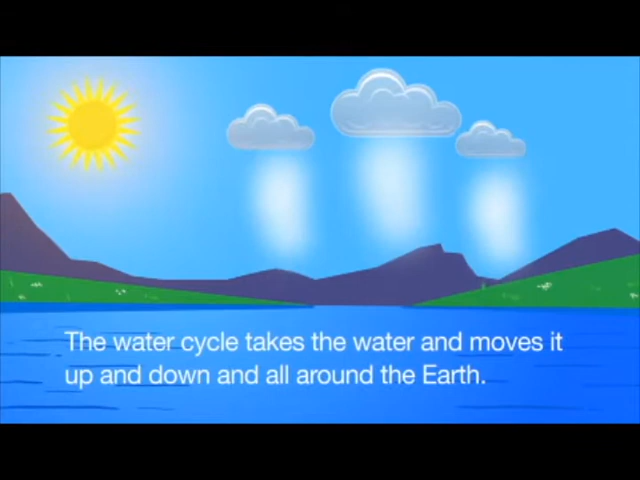 The water cycle takes the water and moves it
up and down and all around the Earth.